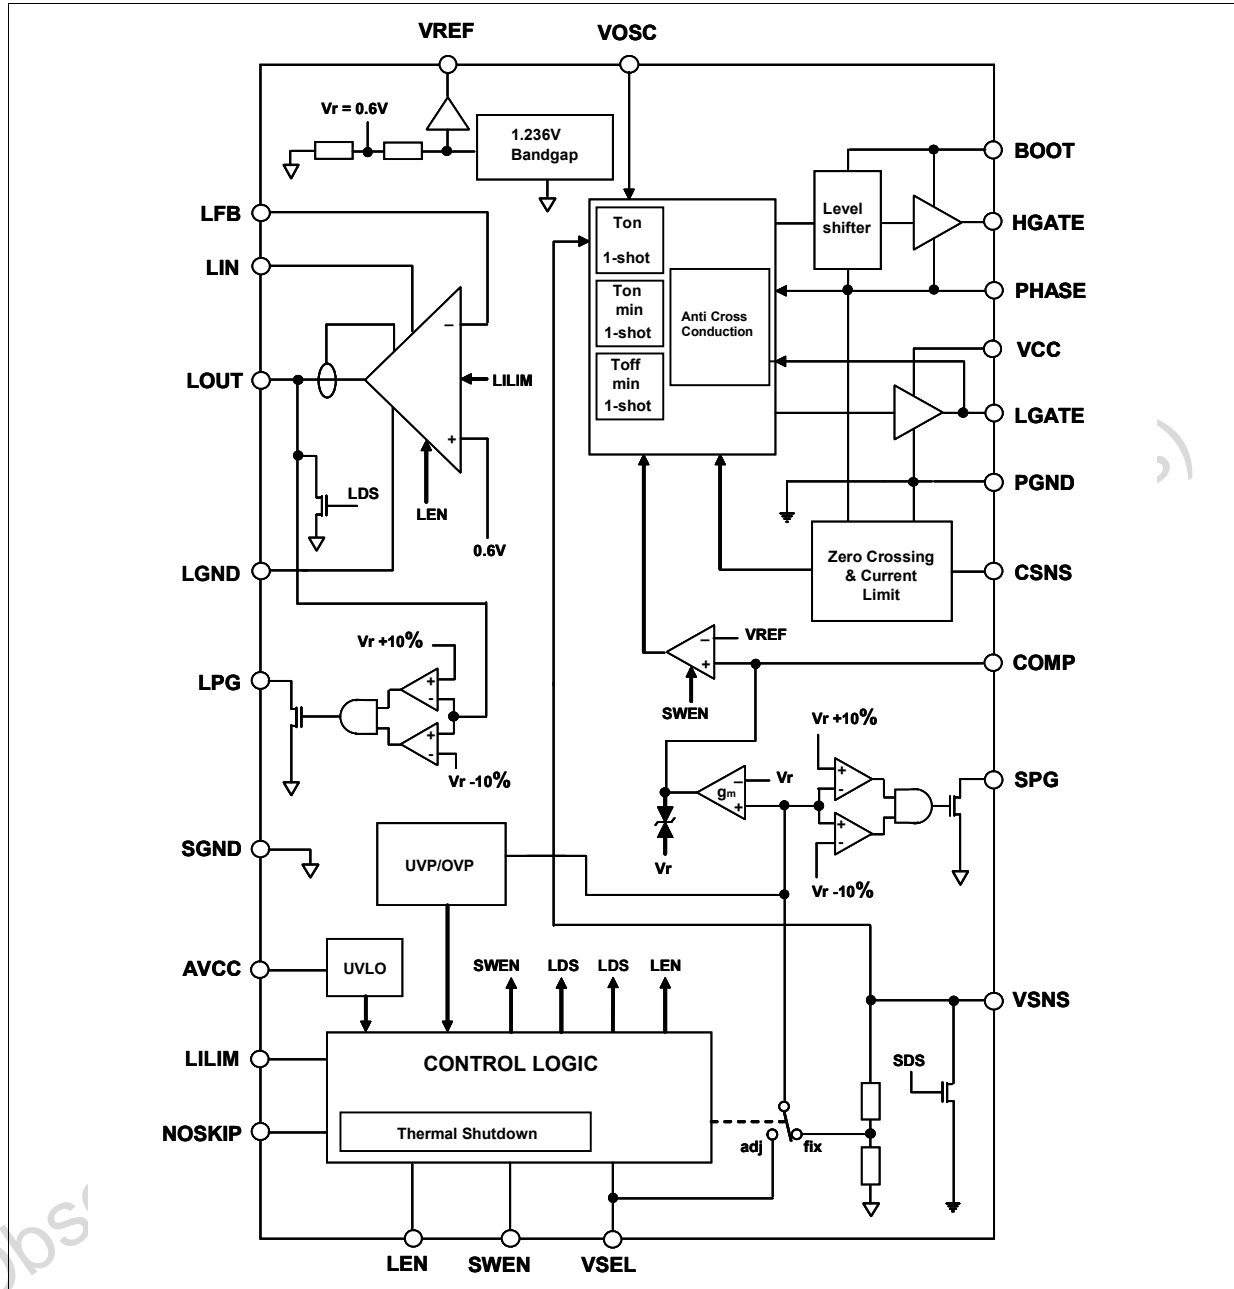 VREF
VOSC
Vr = 0.6V
1.236V
Bandgap
BOOT
LFB
Ton
1-shot
Level
shifter
HGATE
LIN
Ton
min
1-shot
Anti Cross
Conduction
PHASE
−
VCC
LOUT
LILIM
Toff
min
1-shot
LGATE
+
LDS
LEN
PGND
0.6V
LGND
Zero Crossing
& Current
Limit
CSNS
Vr +10%
−
VREF
+
COMP
LPG
+
-
SWEN
+
-
Vr +10%
Vr -10%
gm
−
+
Vr
+
-
SPG
+
-
SGND
UVP/OVP
Vr
Vr -10%
AVCC
UVLO
SWEN
LDS
LDS
LEN
VSNS
LILIM
CONTROL LOGIC
SDS
NOSKIP
Thermal Shutdown
adj
fix
LEN
SWEN
VSEL